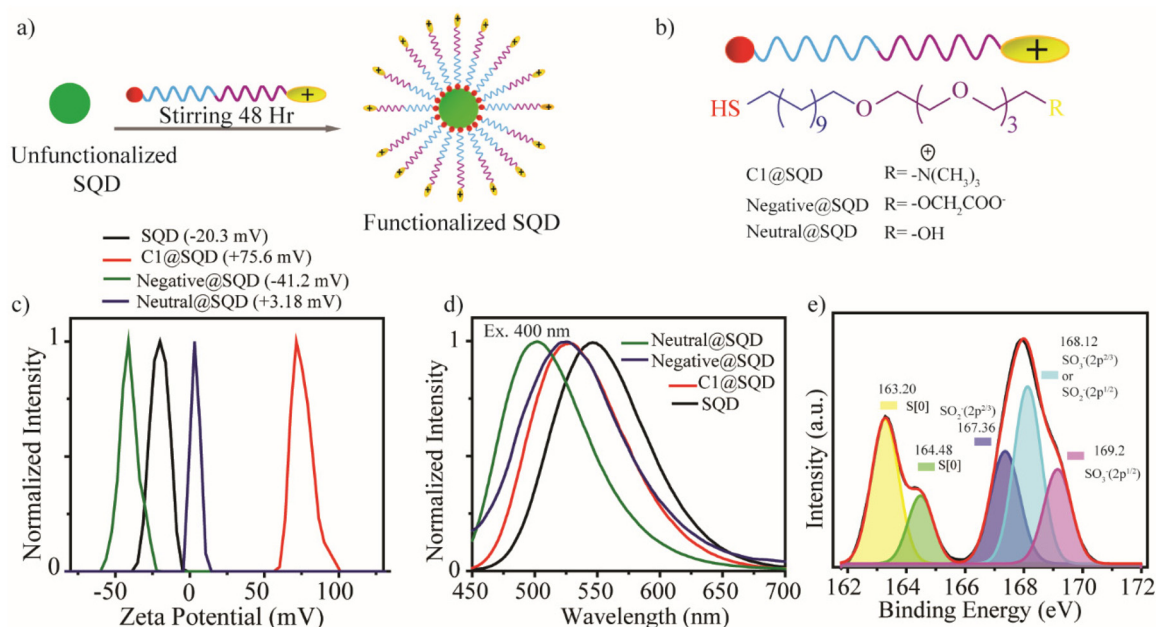 a)
+
Stirring 48 Hr
Unfunctionalized
SQD
Functionalized SQD
b)
+
HS
O
O
R
9
3
C1@SQD R= -N(CH3)3
+
Negative@SQD R= -OCH2COO-
Neutral@SQD R= -OH
c)
SQD (-20.3 mV)
C1@SQD (+75.6 mV)
Negative@SQD (-41.2 mV)
Neutral@SQD (+3.18 mV)
Normalized Intensity
1
0
-50 0 50 100
Zeta Potential (mV)
d)
Ex. 400 nm
Neutral@SQD
Negative@SQD
C1@SQD
SQD
Normalized Intensity
1
0
450 500 550 600 650 700
Wavelength (nm)
e)
163.20
S[0]
164.48
S[0]
SO2-(2p2/3)
167.36
168.12
SO3-(2p2/3)
or
SO2-(2p1/2)
169.2
SO3-(2p1/2)
Intensity (a.u.)
162 164 166 168 170 172
Binding Energy (eV)